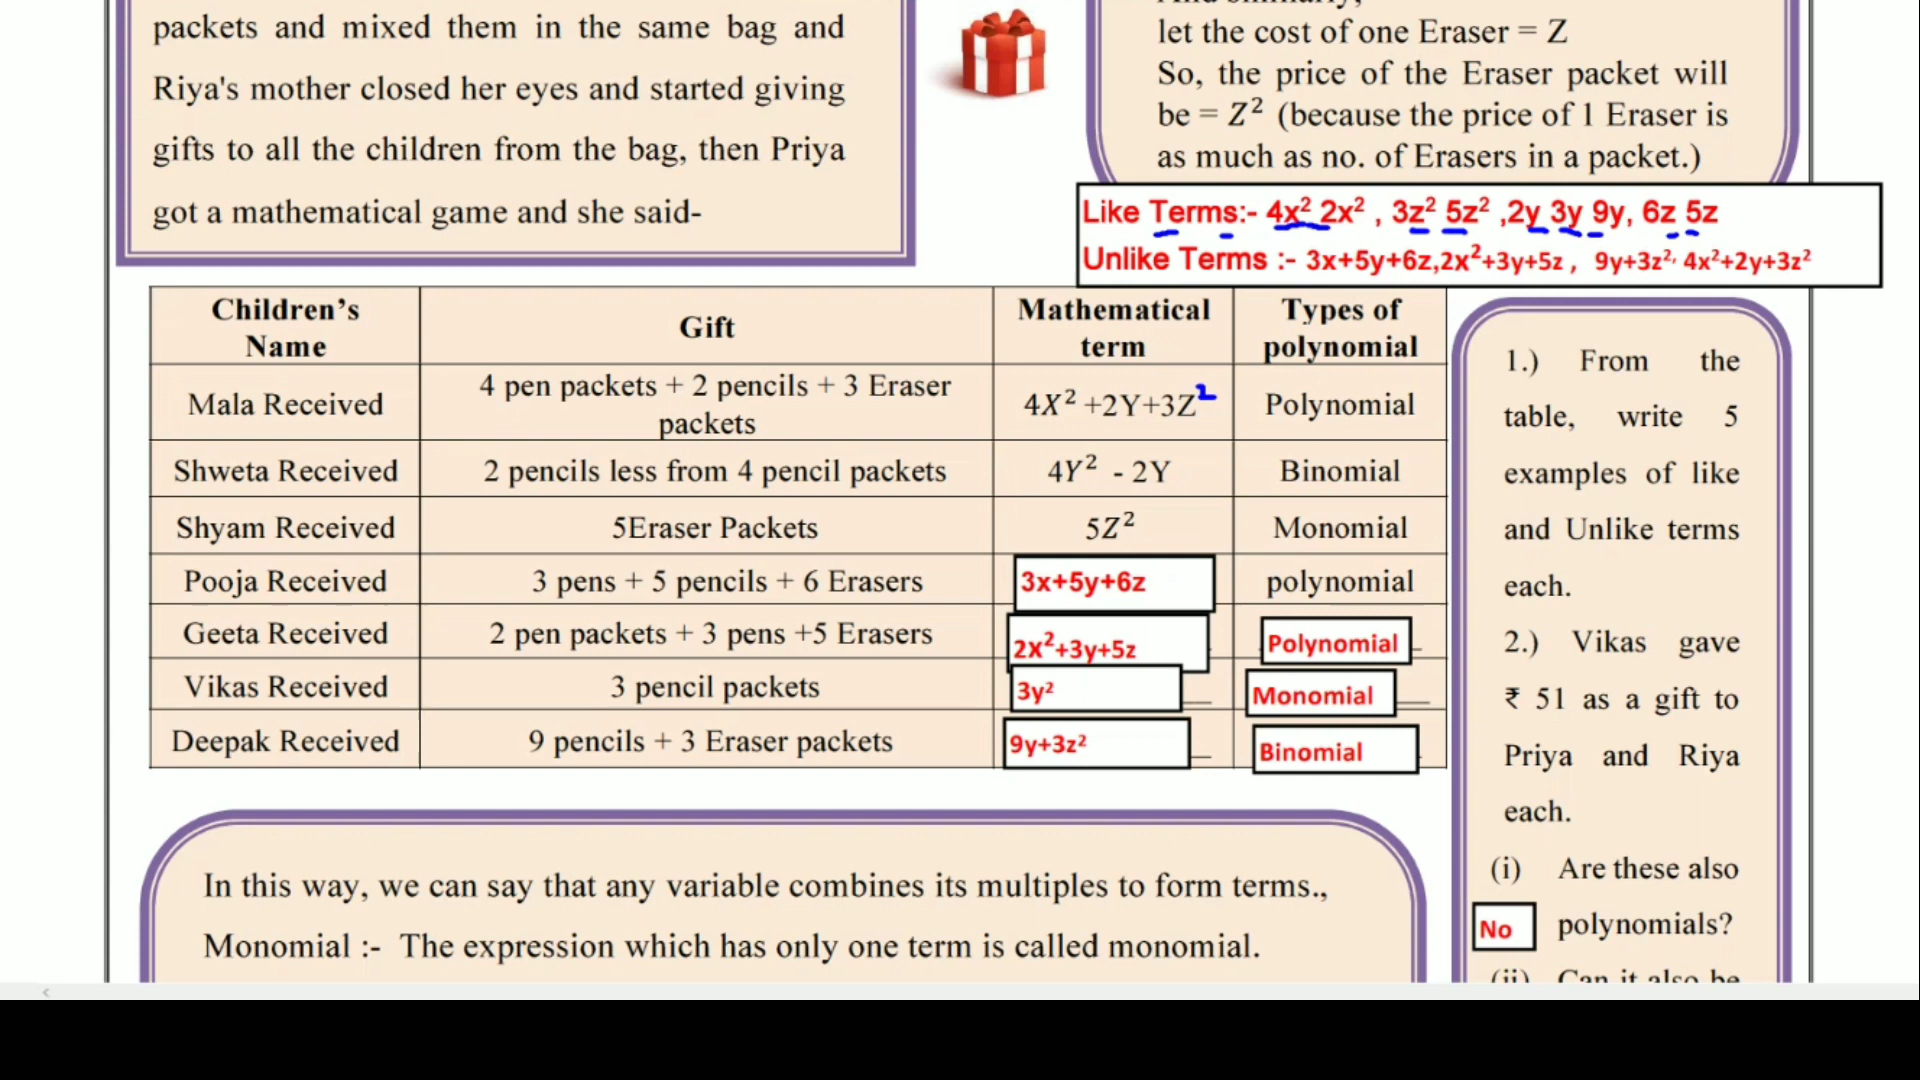 packets and mixed them in the same bag and
Riya's mother closed her eyes and started giving
gifts to all the children from the bag, then Priya
got a mathematical game and she said-
let the cost of one Eraser = Z
So, the price of the Eraser packet will
be = Z² (because the price of 1 Eraser is
as much as no. of Erasers in a packet.)
Like Terms:- 4x² 2x² , 3z² 5z² ,2y 3y 9y, 6z 5z
Unlike Terms :- 3x+5y+6z,2x²+3y+5z , 9y+3z², 4x²+2y+3z²
Children's Name | Gift | Mathematical term | Types of polynomial
Mala Received | 4 pen packets + 2 pencils + 3 Eraser packets | 4X² +2Y+3Z² | Polynomial
Shweta Received | 2 pencils less from 4 pencil packets | 4Y² - 2Y | Binomial
Shyam Received | 5Eraser Packets | 5Z² | Monomial
Pooja Received | 3 pens + 5 pencils + 6 Erasers | 3x+5y+6z | polynomial
Geeta Received | 2 pen packets + 3 pens +5 Erasers | 2x²+3y+5z | Polynomial
Vikas Received | 3 pencil packets | 3y² | Monomial
Deepak Received | 9 pencils + 3 Eraser packets | 9y+3z² | Binomial
1.) From the
table, write 5
examples of like
and Unlike terms
each.
2.) Vikas gave
₹ 51 as a gift to
Priya and Riya
each.
(i) Are these also
No polynomials?
(ii) Can it also be
In this way, we can say that any variable combines its multiples to form terms.,
Monomial :- The expression which has only one term is called monomial.